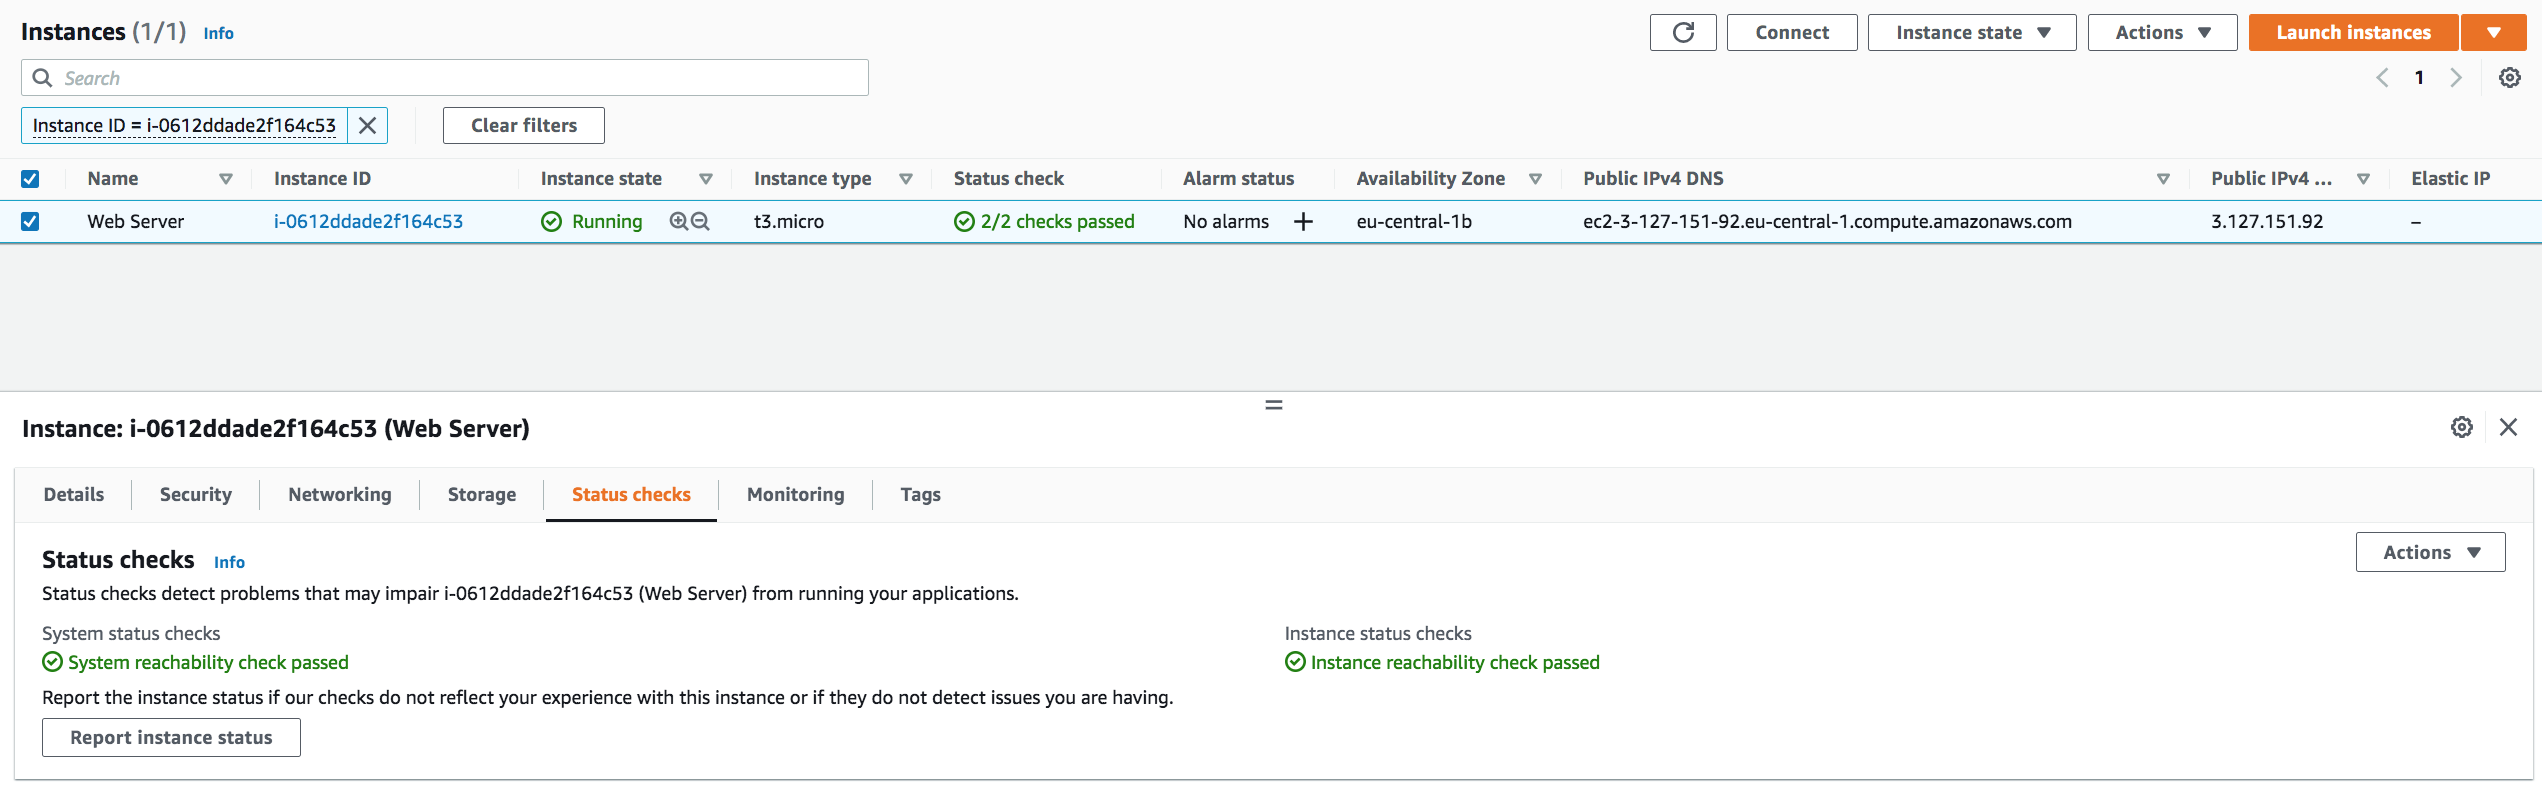 Instances (1/1) Info Connect Instance state Actions Launch instances
Search 1
Instance ID = i-0612ddade2f164c53 Clear filters
Name Instance ID Instance state Instance type Status check Alarm status Availability Zone Public IPv4 DNS Public IPv4 ... Elastic IP
Web Server i-0612ddade2f164c53 Running t3.micro 2/2 checks passed No alarms + eu-central-1b ec2-3-127-151-92.eu-central-1.compute.amazonaws.com 3.127.151.92 –
Instance: i-0612ddade2f164c53 (Web Server)
Details Security Networking Storage Status checks Monitoring Tags
Status checks Info Actions
Status checks detect problems that may impair i-0612ddade2f164c53 (Web Server) from running your applications.
System status checks Instance status checks
System reachability check passed Instance reachability check passed
Report the instance status if our checks do not reflect your experience with this instance or if they do not detect issues you are having.
Report instance status